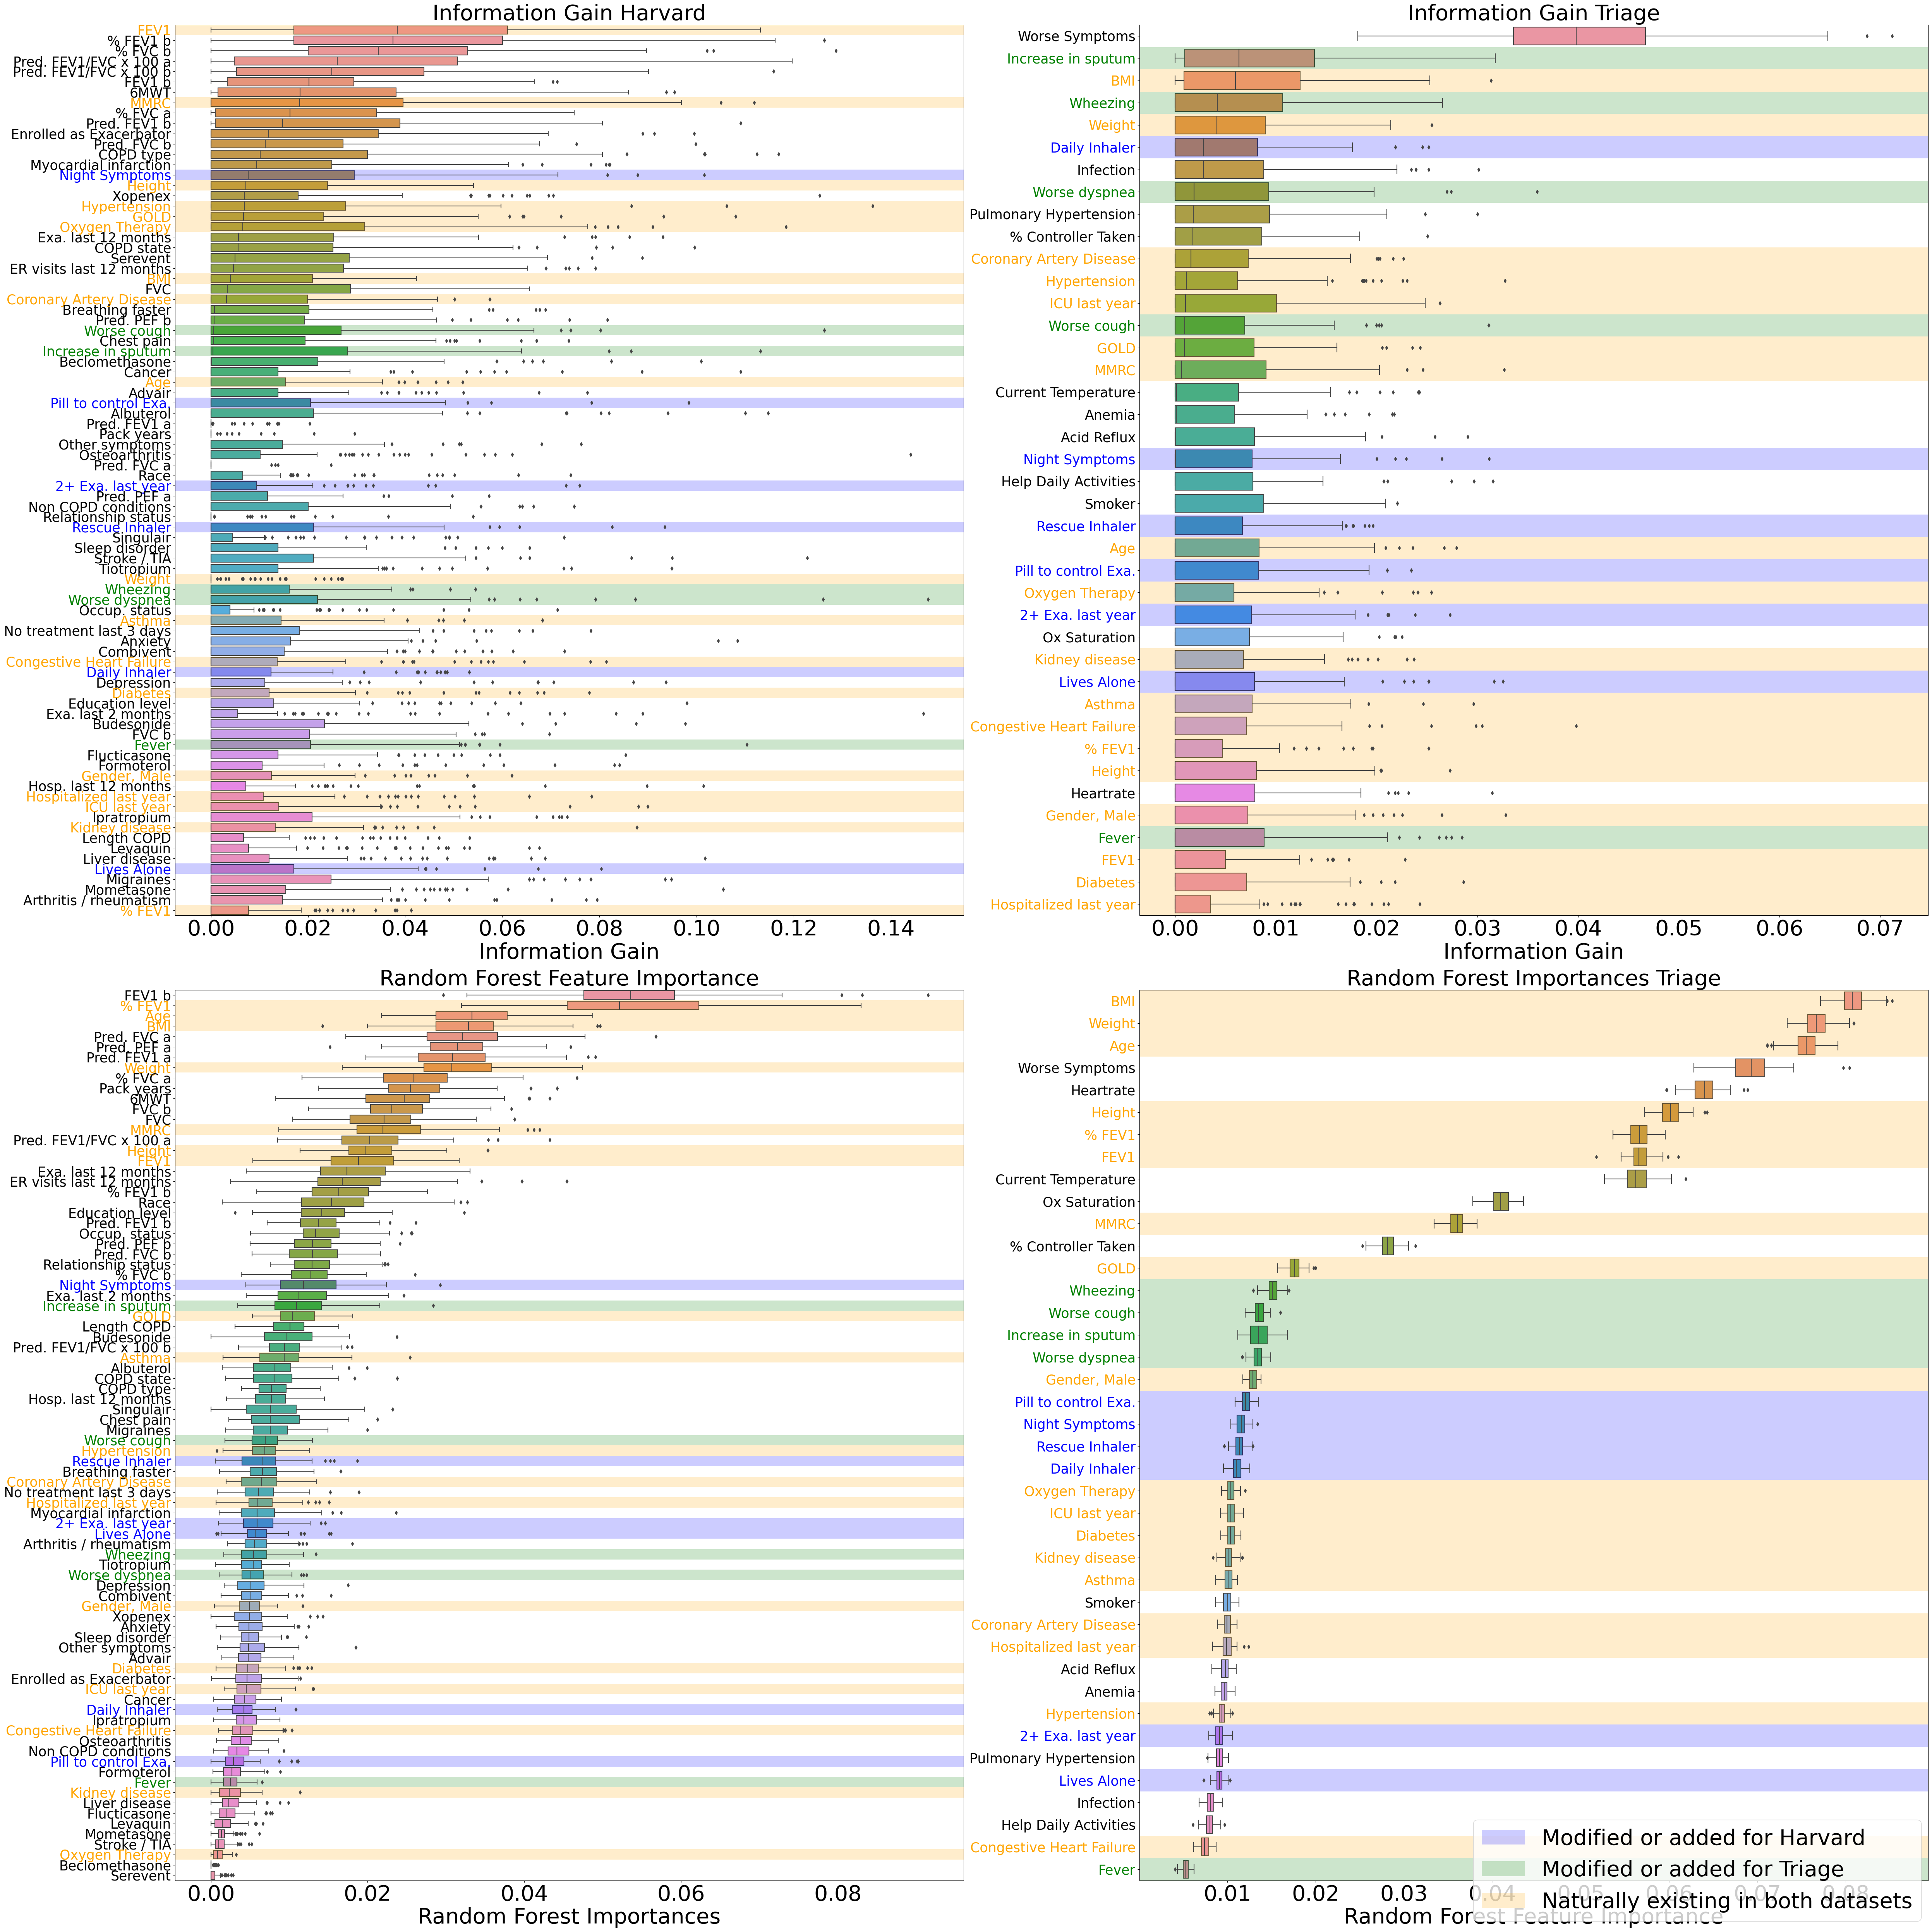 Information Gain Harvard
FEV1
% FEV1 b
% FVC b
Pred. FEV1/FVC x 100 a
Pred. FEV1/FVC x 100 b
FEV1 b
6MWT
MMRC
% FVC a
Pred. FEV1 b
Enrolled as Exacerbator
Pred. FVC b
COPD type
Myocardial infarction
Night Symptoms
Height
Xopenex
Hypertension
GOLD
Oxygen Therapy
Exa. last 12 months
COPD state
Serevent
ER visits last 12 months
BMI
FVC
Coronary Artery Disease
Breathing faster
Pred. PEF b
Worse cough
Chest pain
Increase in sputum
Beclomethasone
Cancer
Age
Advair
Pill to control Exa.
Albuterol
Pred. FEV1 a
Pack years
Other symptoms
Osteoarthritis
Pred. FVC a
Race
2+ Exa. last year
Pred. PEF a
Non COPD conditions
Relationship status
Rescue Inhaler
Singulair
Sleep disorder
Stroke / TIA
Tiotropium
Weight
Wheezing
Worse dyspnea
Occup. status
Asthma
No treatment last 3 days
Anxiety
Combivent
Congestive Heart Failure
Daily Inhaler
Depression
Diabetes
Education level
Exa. last 2 months
Budesonide
FVC b
Fever
Flucticasone
Formoterol
Gender, Male
Hosp. last 12 months
Hospitalized last year
ICU last year
Ipratropium
Kidney disease
Length COPD
Levaquin
Liver disease
Lives Alone
Migraines
Mometasone
Arthritis / rheumatism
% FEV1
0.00 0.02 0.04 0.06 0.08 0.10 0.12 0.14
Information Gain
Information Gain Triage
Worse Symptoms
Increase in sputum
BMI
Wheezing
Weight
Daily Inhaler
Infection
Worse dyspnea
Pulmonary Hypertension
% Controller Taken
Coronary Artery Disease
Hypertension
ICU last year
Worse cough
GOLD
MMRC
Current Temperature
Anemia
Acid Reflux
Night Symptoms
Help Daily Activities
Smoker
Rescue Inhaler
Age
Pill to control Exa.
Oxygen Therapy
2+ Exa. last year
Ox Saturation
Kidney disease
Lives Alone
Asthma
Congestive Heart Failure
% FEV1
Height
Heartrate
Gender, Male
Fever
FEV1
Diabetes
Hospitalized last year
0.00 0.01 0.02 0.03 0.04 0.05 0.06 0.07
Information Gain
Random Forest Feature Importance
FEV1 b
% FEV1
Age
BMI
Pred. FVC a
Pred. PEF a
Pred. FEV1 a
Weight
% FVC a
Pack years
6MWT
FVC b
FVC
MMRC
Pred. FEV1/FVC x 100 a
Height
FEV1
Exa. last 12 months
ER visits last 12 months
% FEV1 b
Race
Education level
Pred. FEV1 b
Occup. status
Pred. PEF b
Pred. FVC b
Relationship status
% FVC b
Night Symptoms
Exa. last 2 months
Increase in sputum
GOLD
Length COPD
Budesonide
Pred. FEV1/FVC x 100 b
Asthma
Albuterol
COPD state
COPD type
Hosp. last 12 months
Singulair
Chest pain
Migraines
Worse cough
Hypertension
Rescue Inhaler
Breathing faster
Coronary Artery Disease
No treatment last 3 days
Hospitalized last year
Myocardial infarction
2+ Exa. last year
Lives Alone
Arthritis / rheumatism
Wheezing
Tiotropium
Worse dyspnea
Depression
Combivent
Gender, Male
Xopenex
Anxiety
Sleep disorder
Other symptoms
Advair
Diabetes
Enrolled as Exacerbator
ICU last year
Cancer
Daily Inhaler
Ipratropium
Congestive Heart Failure
Osteoarthritis
Non COPD conditions
Pill to control Exa.
Formoterol
Fever
Kidney disease
Liver disease
Flucticasone
Levaquin
Mometasone
Stroke / TIA
Oxygen Therapy
Beclomethasone
Serevent
0.00 0.02 0.04 0.06 0.08
Random Forest Importances
Random Forest Importances Triage
BMI
Weight
Age
Worse Symptoms
Heartrate
Height
% FEV1
FEV1
Current Temperature
Ox Saturation
MMRC
% Controller Taken
GOLD
Wheezing
Worse cough
Increase in sputum
Worse dyspnea
Gender, Male
Pill to control Exa.
Night Symptoms
Rescue Inhaler
Daily Inhaler
Oxygen Therapy
ICU last year
Diabetes
Kidney disease
Asthma
Smoker
Coronary Artery Disease
Hospitalized last year
Acid Reflux
Anemia
Hypertension
2+ Exa. last year
Pulmonary Hypertension
Lives Alone
Infection
Help Daily Activities
Congestive Heart Failure
Fever
0.01 0.02 0.03 0.04 0.05 0.06 0.07 0.08
Random Forest Feature Importance
Modified or added for Harvard
Modified or added for Triage
Naturally existing in both datasets